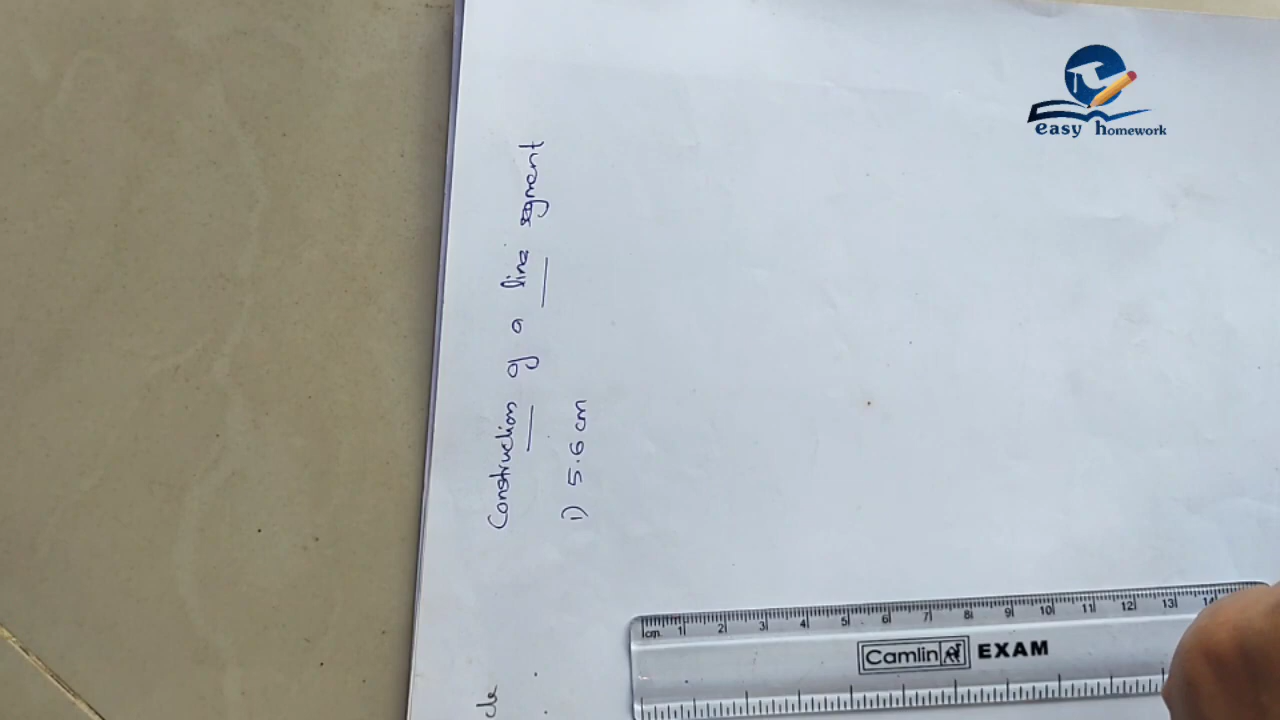 easy homework
Construction of a line segment
1) 5.6 cm
cm 1 2 3 4 5 6 7 8 9 10 11 12 13 14
Camlin EXAM